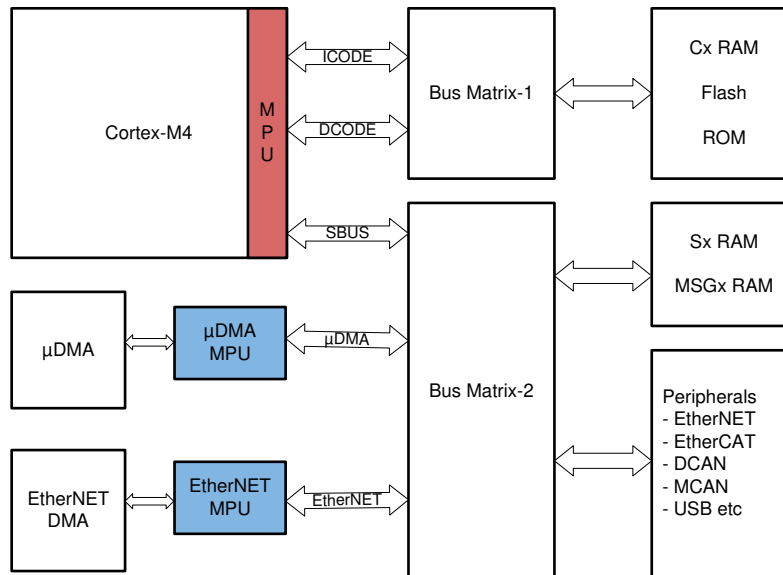 Cortex-M4
M
P
U
ICODE
DCODE
SBUS
Bus Matrix-1
Cx RAM
Flash
ROM
µDMA
µDMA
MPU
µDMA
EtherNET
DMA
EtherNET
MPU
EtherNET
Bus Matrix-2
Sx RAM
MSGx RAM
Peripherals
- EtherNET
- EtherCAT
- DCAN
- MCAN
- USB etc